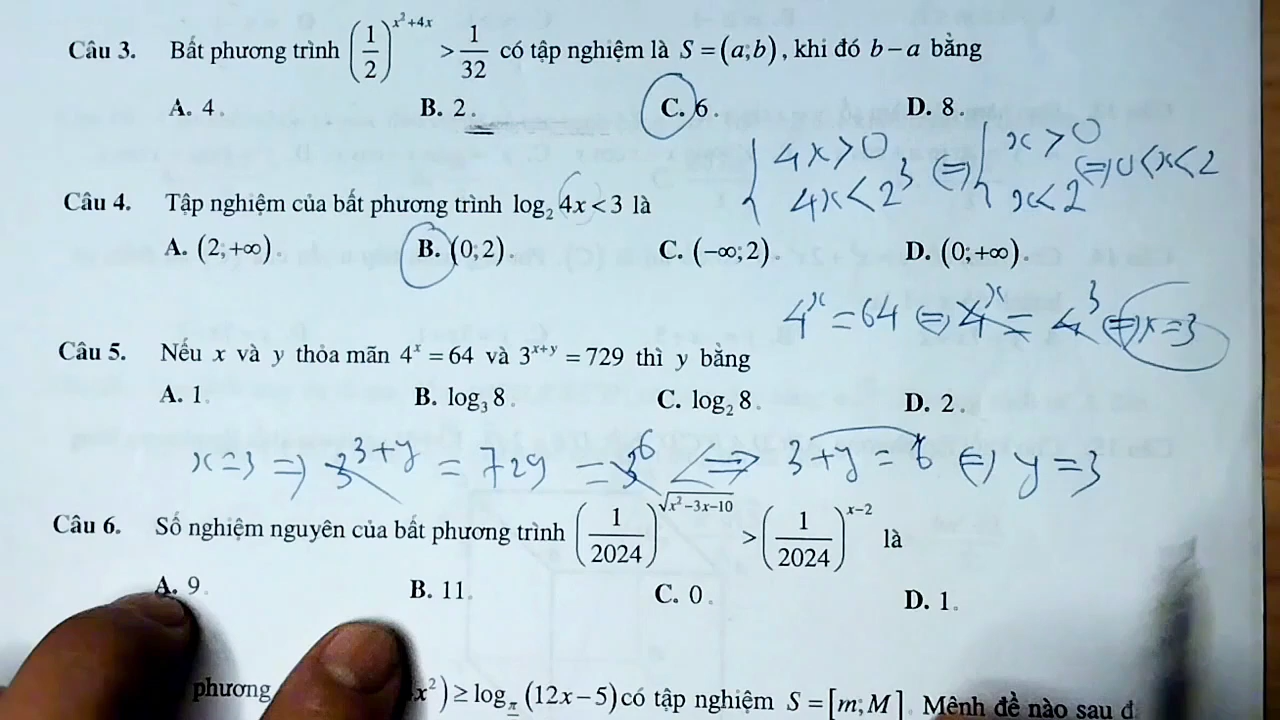 Câu 3. Bất phương trình (1/2)^(x²+4x) > 1/32 có tập nghiệm là S = (a;b), khi đó b − a bằng
A. 4. B. 2. C. 6. D. 8.
{4x > 0, 4x < 2³ ⇔ {x > 0, x < 2 ⇔ 0 < x < 2
Câu 4. Tập nghiệm của bất phương trình log₂ 4x < 3 là
A. (2;+∞). B. (0;2). C. (−∞;2). D. (0;+∞).
4^x = 64 ⇔ 4^x = 4³ ⇔ x = 3
Câu 5. Nếu x và y thỏa mãn 4^x = 64 và 3^(x+y) = 729 thì y bằng
A. 1. B. log₃ 8. C. log₂ 8. D. 2.
x = 3 ⇒ 3^(3+y) = 729 = 3⁶ ⇔ 3 + y = 6 ⇔ y = 3
Câu 6. Số nghiệm nguyên của bất phương trình (1/2024)^√(x²−3x−10) > (1/2024)^(x−2) là
A. 9. B. 11. C. 0. D. 1.
phương x²) ≥ log_π (12x − 5) có tập nghiệm S = [m; M]. Mệnh đề nào sau